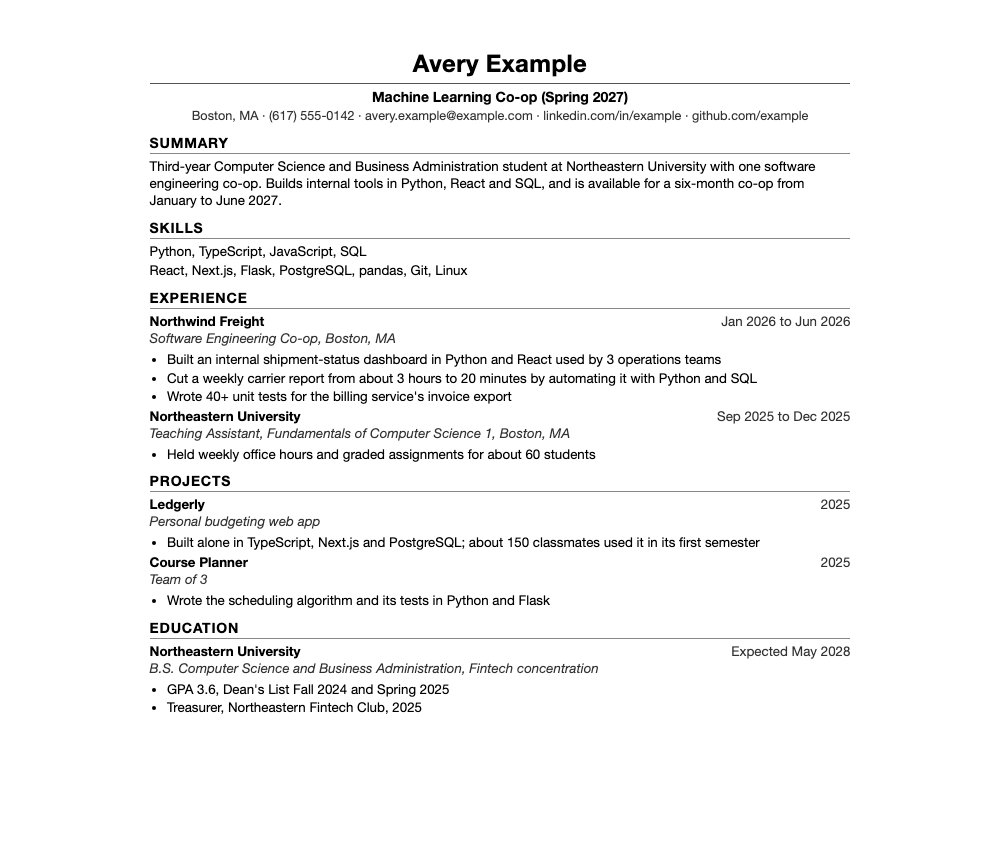 Avery Example
Machine Learning Co-op (Spring 2027)
Boston, MA · (617) 555-0142 · avery.example@example.com · linkedin.com/in/example · github.com/example
SUMMARY
Third-year Computer Science and Business Administration student at Northeastern University with one software
engineering co-op. Builds internal tools in Python, React and SQL, and is available for a six-month co-op from
January to June 2027.
SKILLS
Python, TypeScript, JavaScript, SQL
React, Next.js, Flask, PostgreSQL, pandas, Git, Linux
EXPERIENCE
Northwind Freight Jan 2026 to Jun 2026
Software Engineering Co-op, Boston, MA
• Built an internal shipment-status dashboard in Python and React used by 3 operations teams
• Cut a weekly carrier report from about 3 hours to 20 minutes by automating it with Python and SQL
• Wrote 40+ unit tests for the billing service's invoice export
Northeastern University Sep 2025 to Dec 2025
Teaching Assistant, Fundamentals of Computer Science 1, Boston, MA
• Held weekly office hours and graded assignments for about 60 students
PROJECTS
Ledgerly 2025
Personal budgeting web app
• Built alone in TypeScript, Next.js and PostgreSQL; about 150 classmates used it in its first semester
Course Planner 2025
Team of 3
• Wrote the scheduling algorithm and its tests in Python and Flask
EDUCATION
Northeastern University Expected May 2028
B.S. Computer Science and Business Administration, Fintech concentration
• GPA 3.6, Dean's List Fall 2024 and Spring 2025
• Treasurer, Northeastern Fintech Club, 2025